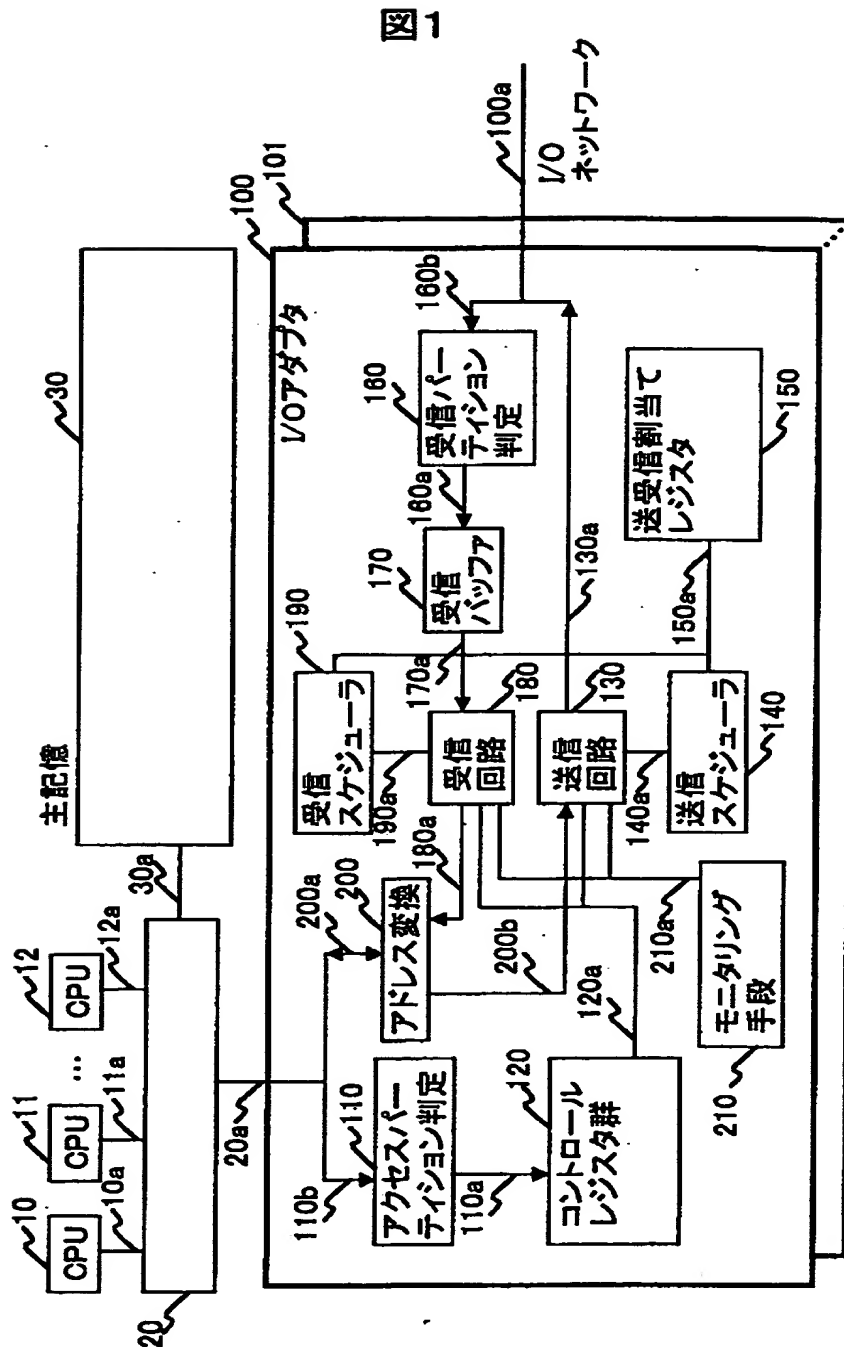 図1
10
CPU
10a
11
CPU
11a
...
12
CPU
12a
20
20a
30a
主記憶
30
100
101
I/Oアダプタ
100a
I/O
ネットワーク
110b
110
アクセスパー
ティション判定
110a
120
コントロール
レジスタ群
120a
200a
200
アドレス変換
200b
180a
190
受信
スケジューラ
190a
180
受信
回路
170a
170
受信
バッファ
160a
160
受信パー
ティション
判定
160b
130
送信
回路
130a
140a
送信
スケジューラ
140
150a
送受信割当て
レジスタ
150
210a
モニタリング
手段
210
...